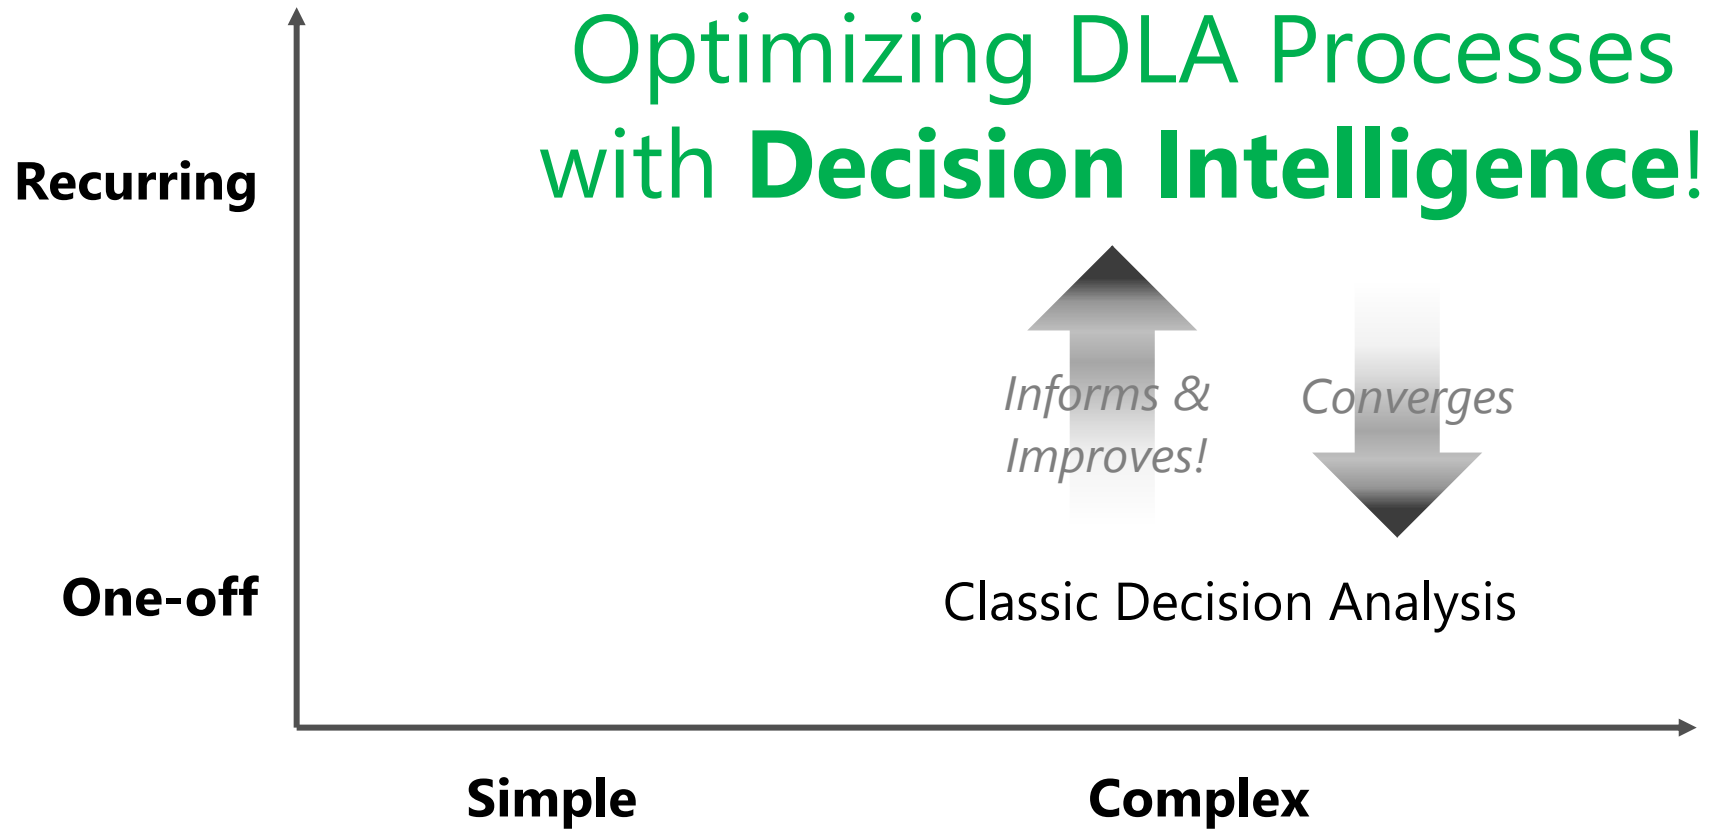 Optimizing DLA Processes
with Decision Intelligence!
Recurring
Informs &
Improves!
Converges
One-off
Classic Decision Analysis
Simple
Complex